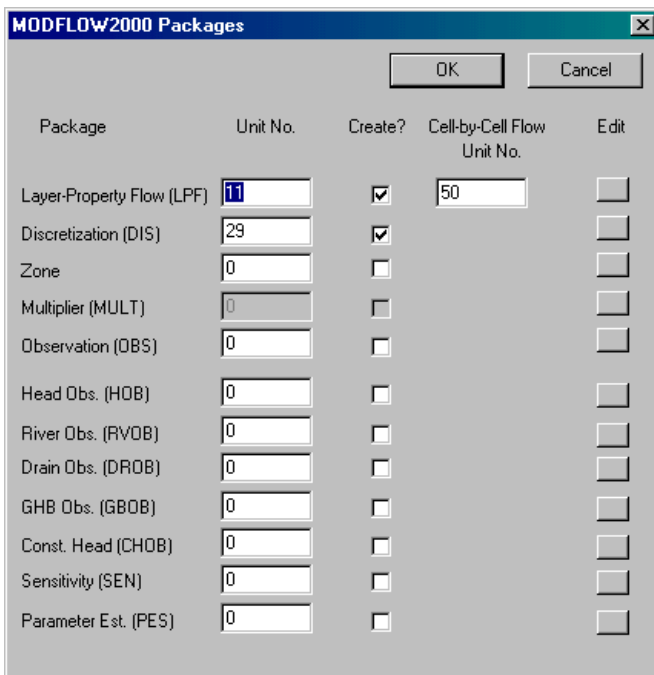 MODFLOW2000 Packages
OK Cancel
Package Unit No. Create? Cell-by-Cell Flow Unit No. Edit
Layer-Property Flow (LPF) 11 50
Discretization (DIS) 29
Zone 0
Multiplier (MULT) 0
Observation (OBS) 0
Head Obs. (HOB) 0
River Obs. (RVOB) 0
Drain Obs. (DROB) 0
GHB Obs. (GBOB) 0
Const. Head (CHOB) 0
Sensitivity (SEN) 0
Parameter Est. (PES) 0